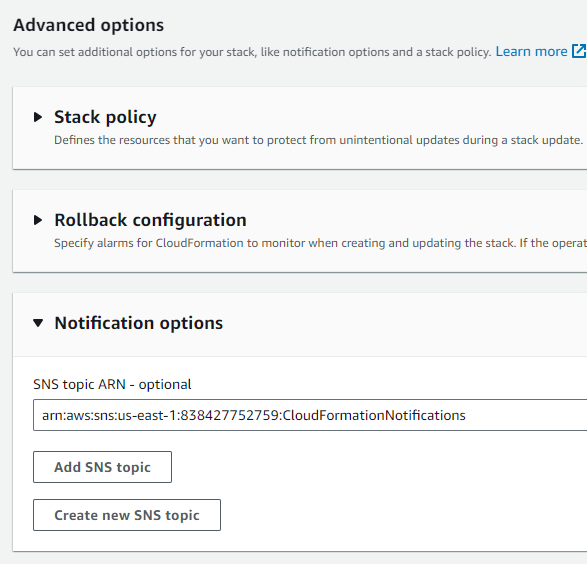 Advanced options
You can set additional options for your stack, like notification options and a stack policy. Learn more
Stack policy
Defines the resources that you want to protect from unintentional updates during a stack update.
Rollback configuration
Specify alarms for CloudFormation to monitor when creating and updating the stack. If the operat
Notification options
SNS topic ARN - optional
arn:aws:sns:us-east-1:838427752759:CloudFormationNotifications
Add SNS topic
Create new SNS topic